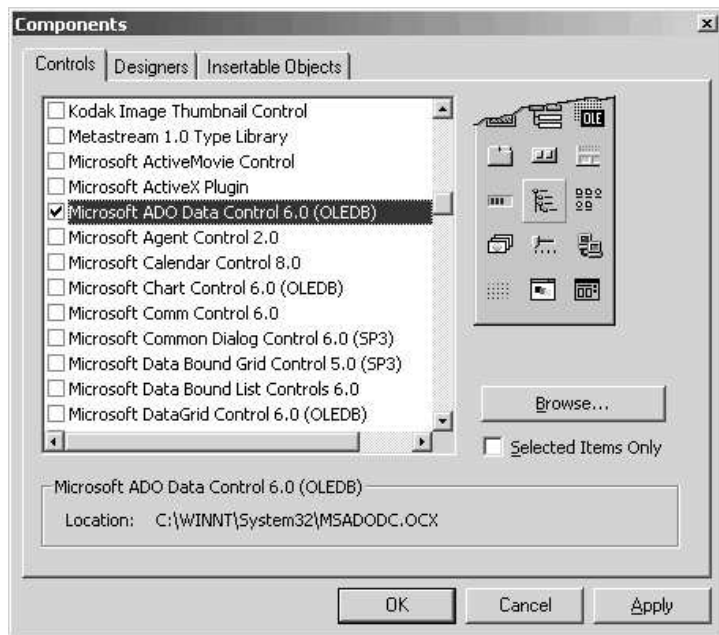 Components
Controls
Designers
Insertable Objects
Kodak Image Thumbnail Control
Metastream 1.0 Type Library
Microsoft ActiveMovie Control
Microsoft ActiveX Plugin
Microsoft ADO Data Control 6.0 (OLEDB)
Microsoft Agent Control 2.0
Microsoft Calendar Control 8.0
Microsoft Chart Control 6.0 (OLEDB)
Microsoft Comm Control 6.0
Microsoft Common Dialog Control 6.0 (SP3)
Microsoft Data Bound Grid Control 5.0 (SP3)
Microsoft Data Bound List Controls 6.0
Microsoft DataGrid Control 6.0 (OLEDB)
OLE
Browse...
Selected Items Only
Microsoft ADO Data Control 6.0 (OLEDB)
Location: C:\WINNT\System32\MSADODC.OCX
OK
Cancel
Apply